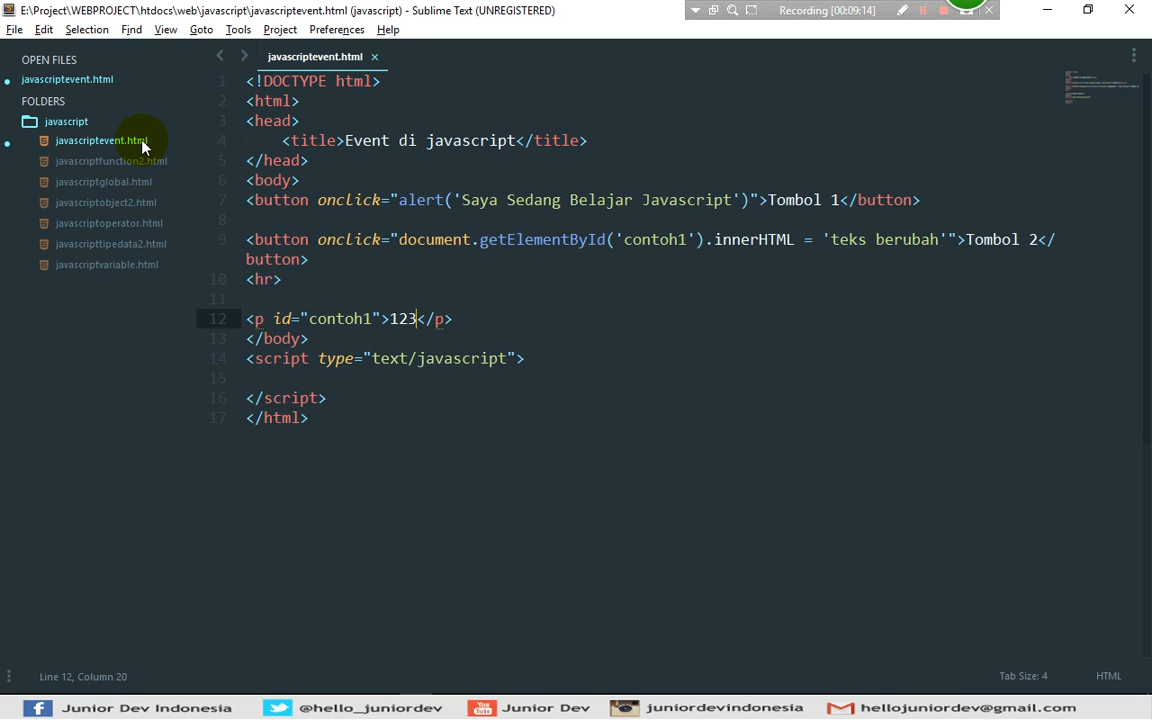 E:\Project\WEBPROJECT\htdocs\web\javascript\javascriptevent.html (javascript) - Sublime Text (UNREGISTERED)
Recording [00:09:14]
File Edit Selection Find View Goto Tools Project Preferences Help
OPEN FILES
javascriptevent.html
FOLDERS
javascript
javascriptevent.html
javascriptfunction2.html
javascriptglobal.html
javascriptobject2.html
javascriptoperator.html
javascripttipedata2.html
javascriptvariable.html
javascriptevent.html ×
1 <!DOCTYPE html>
2 <html>
3 <head>
4 <title>Event di javascript</title>
5 </head>
6 <body>
7 <button onclick="alert('Saya Sedang Belajar Javascript')">Tombol 1</button>
8
9 <button onclick="document.getElementById('contoh1').innerHTML = 'teks berubah'">Tombol 2</
button>
10 <hr>
11
12 <p id="contoh1">123</p>
13 </body>
14 <script type="text/javascript">
15
16 </script>
17 </html>
Line 12, Column 20
Tab Size: 4
HTML
Junior Dev Indonesia
@hello_juniordev
Junior Dev
juniordevindonesia
hellojuniordev@gmail.com